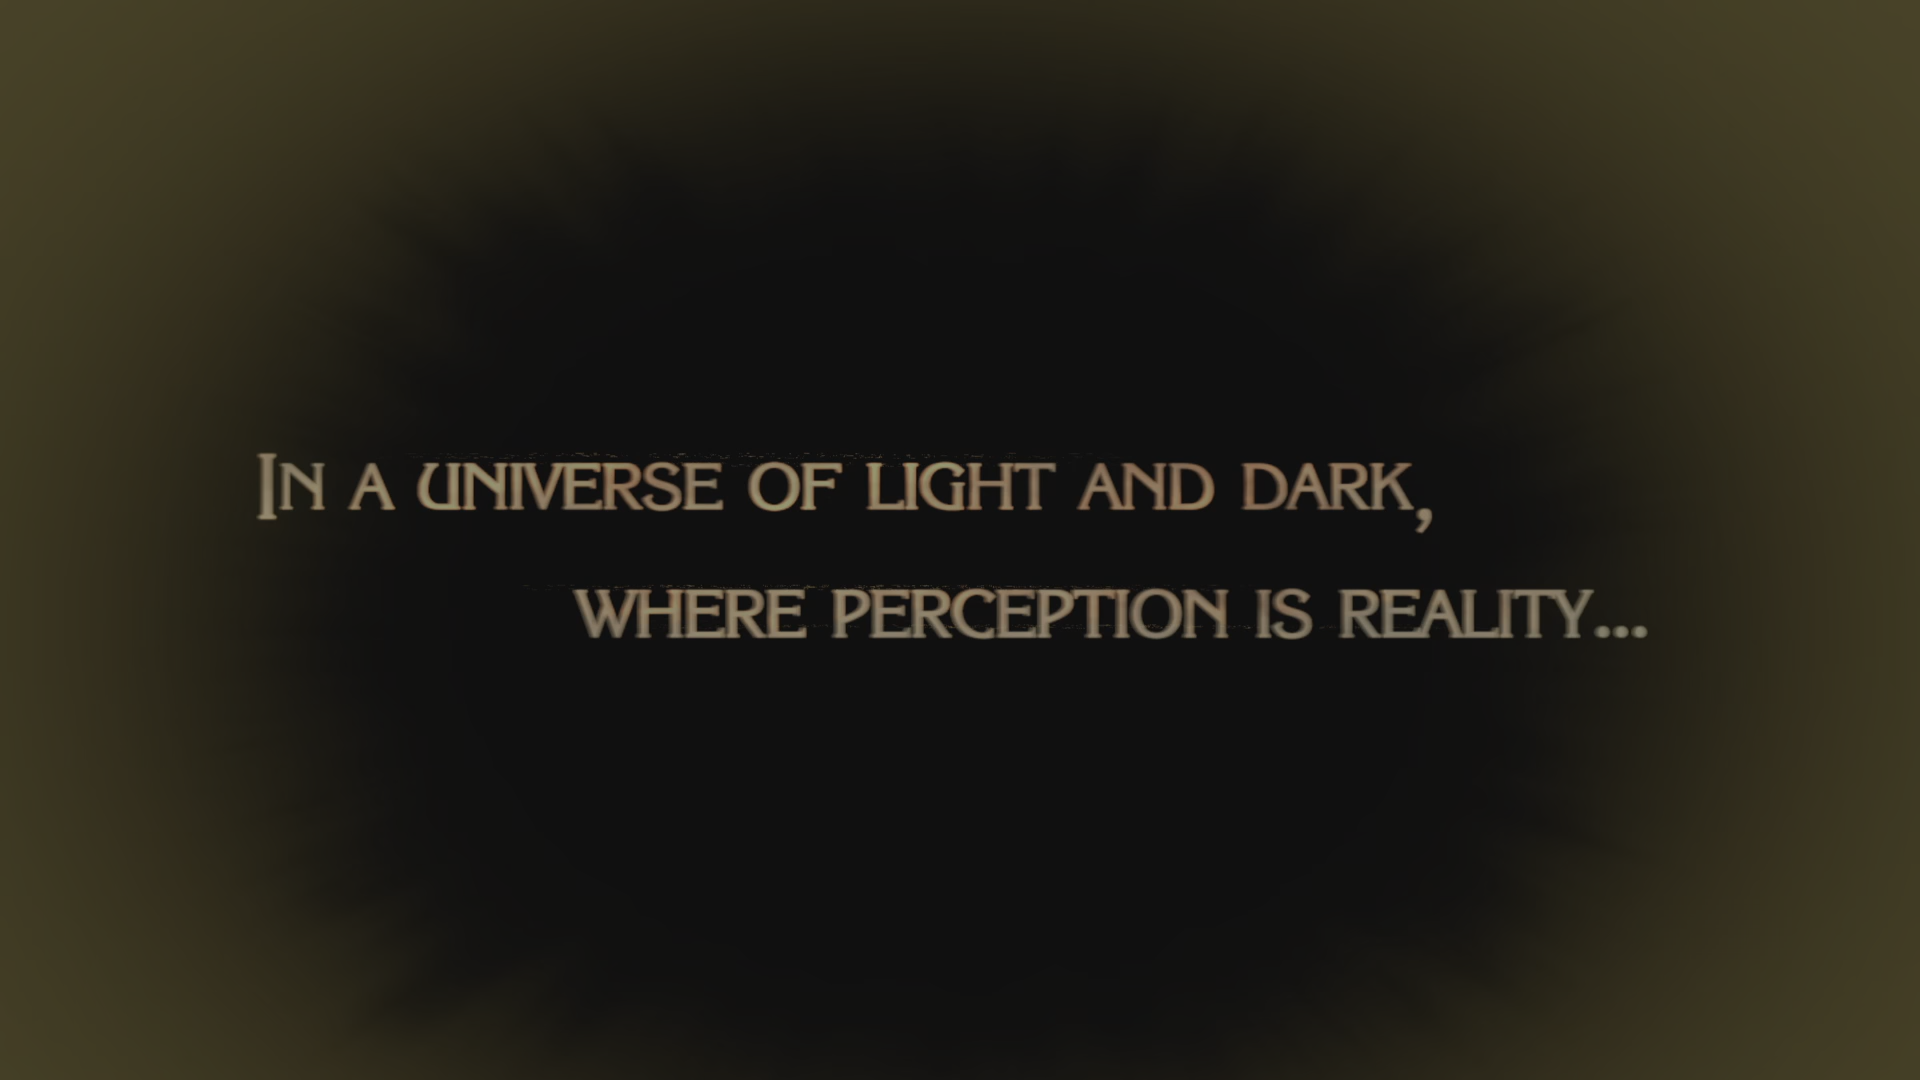 In a universe of light and dark,
where perception is reality...